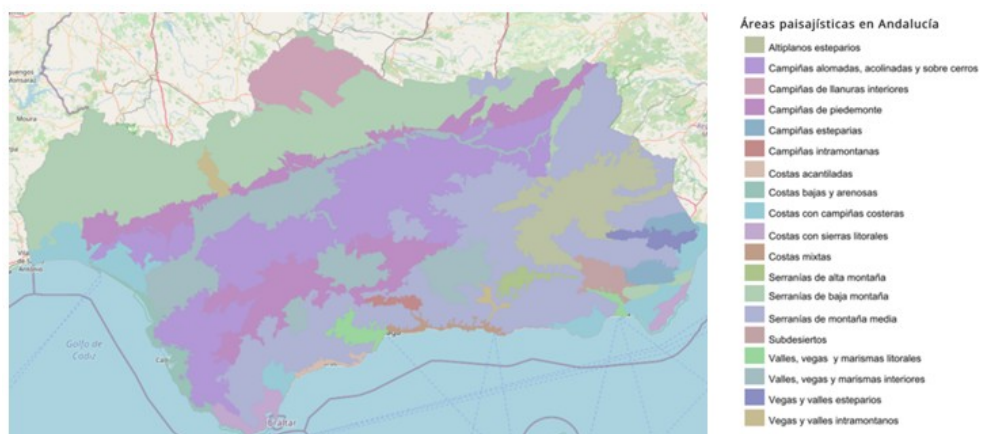 Áreas paisajísticas en Andalucía
Altiplanos esteparios
Campiñas alomadas, acolinadas y sobre cerros
Campiñas de llanuras interiores
Campiñas de piedemonte
Campiñas esteparias
Campiñas intramontanas
Costas acantiladas
Costas bajas y arenosas
Costas con campiñas costeras
Costas con sierras litorales
Costas mixtas
Serranías de alta montaña
Serranías de baja montaña
Serranías de montaña media
Subdesiertos
Valles, vegas y marismas litorales
Valles, vegas y marismas interiores
Vegas y valles esteparios
Vegas y valles intramontanos
Moura
Golfo de
Cádiz